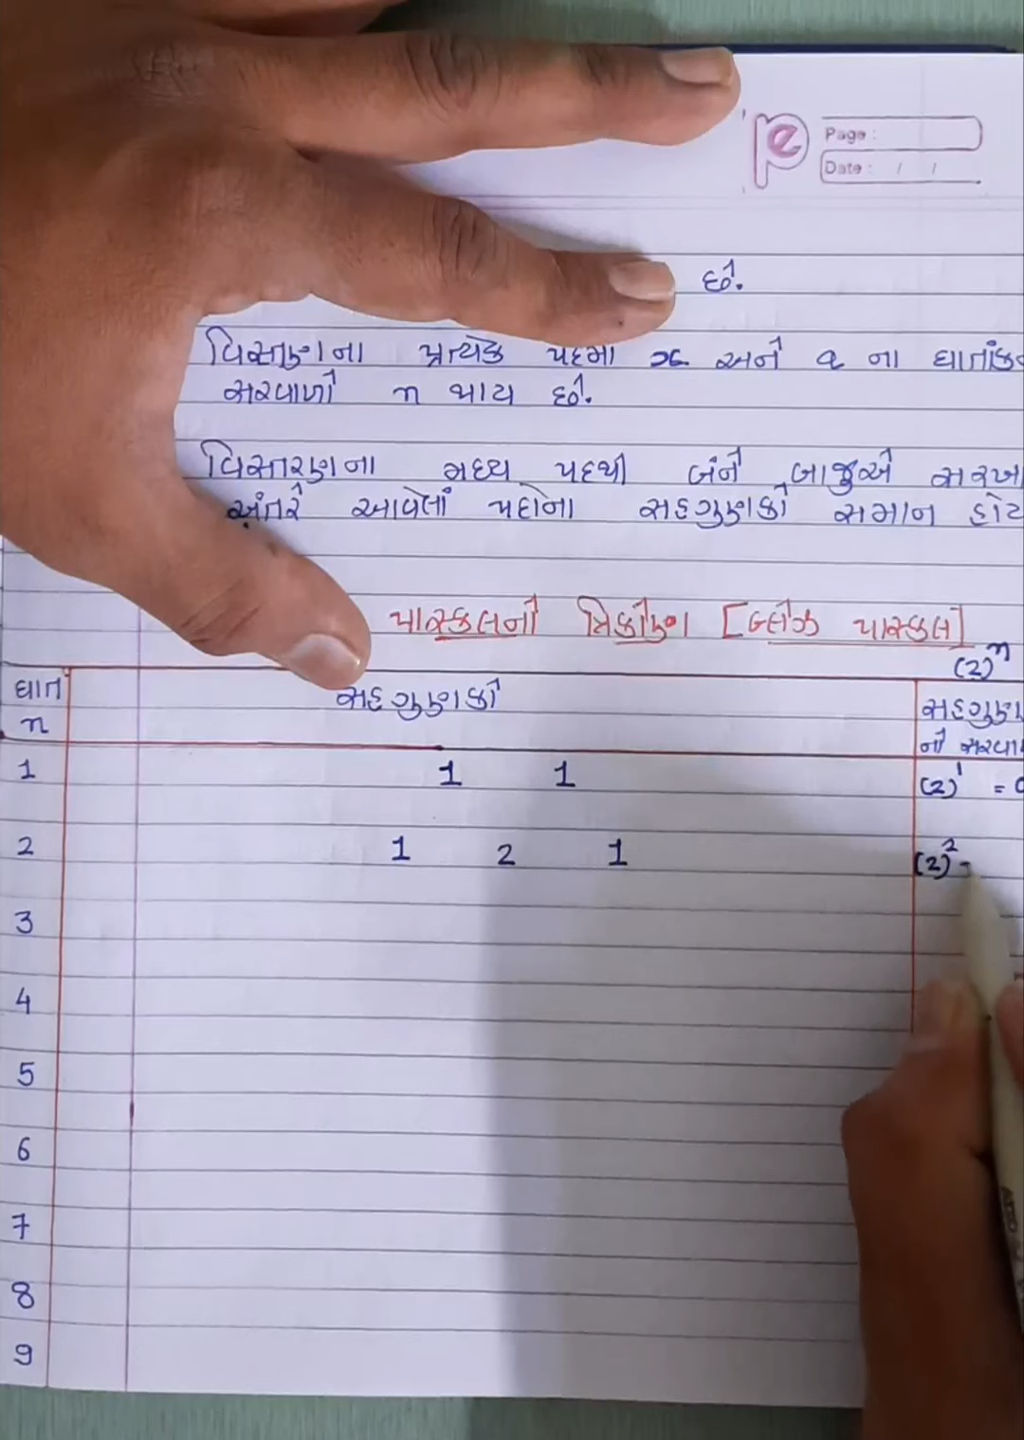 Page :
Date : / /
છે.
વિસ્તરણના પ્રત્યેક પદમાં x અને a ના ઘાતાંક
સરવાળો n થાય છે.
વિસ્તરણના મધ્ય પદથી બંને બાજુએ સરખા
અંતરે આવેલાં પદોના સહગુણકો સમાન હોય
પાસ્કલનો ત્રિકોણ [બ્લેઝ પાસ્કલ]
(2)ⁿ
ઘાત સહગુણકો સહગુણ
n નો સરવા
1 1 1 (2)¹ =
2 1 2 1 (2)² -
3
4
5
6
7
8
9